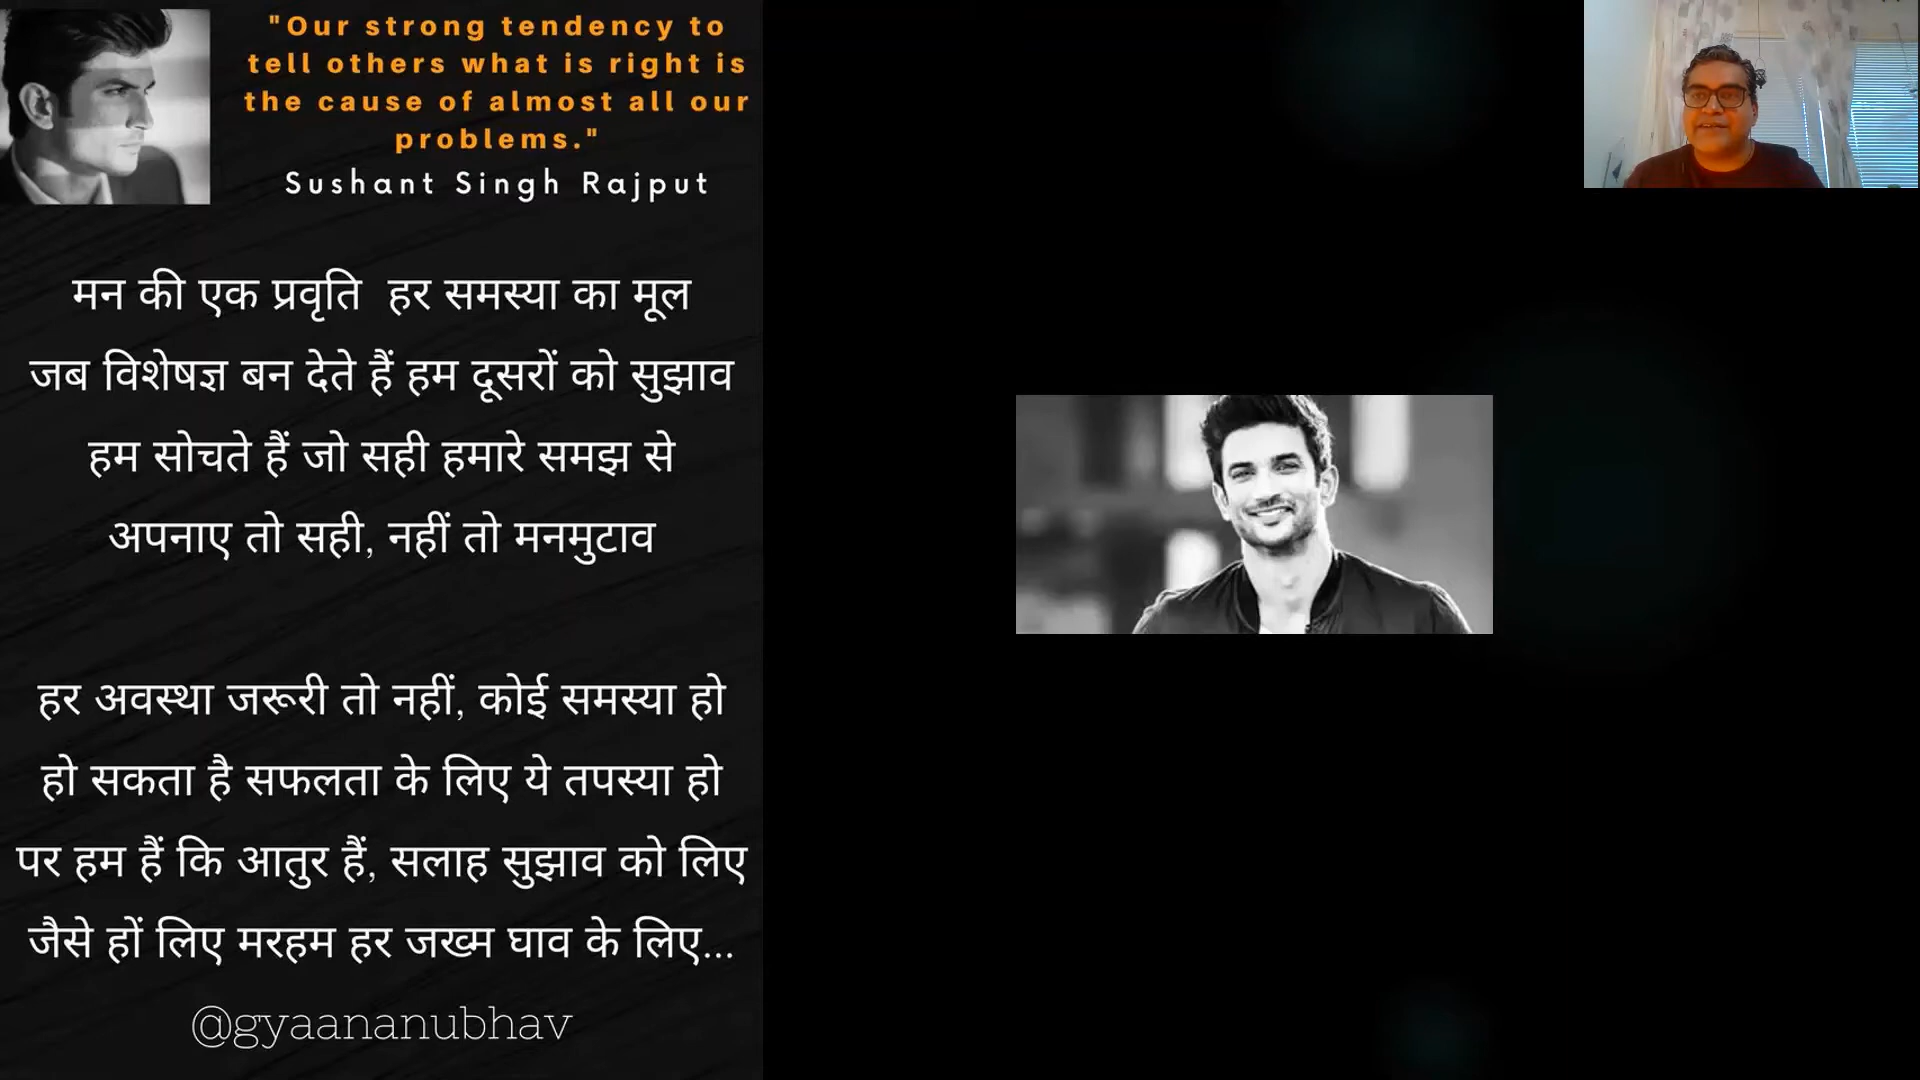 "Our strong tendency to
tell others what is right is
the cause of almost all our
problems."
Sushant Singh Rajput
मन की एक प्रवृति हर समस्या का मूल
जब विशेषज्ञ बन देते हैं हम दूसरों को सुझाव
हम सोचते हैं जो सही हमारे समझ से
अपनाए तो सही, नहीं तो मनमुटाव
हर अवस्था जरूरी तो नहीं, कोई समस्या हो
हो सकता है सफलता के लिए ये तपस्या हो
पर हम हैं कि आतुर हैं, सलाह सुझाव को लिए
जैसे हों लिए मरहम हर जख्म घाव के लिए...
@gyaananubhav